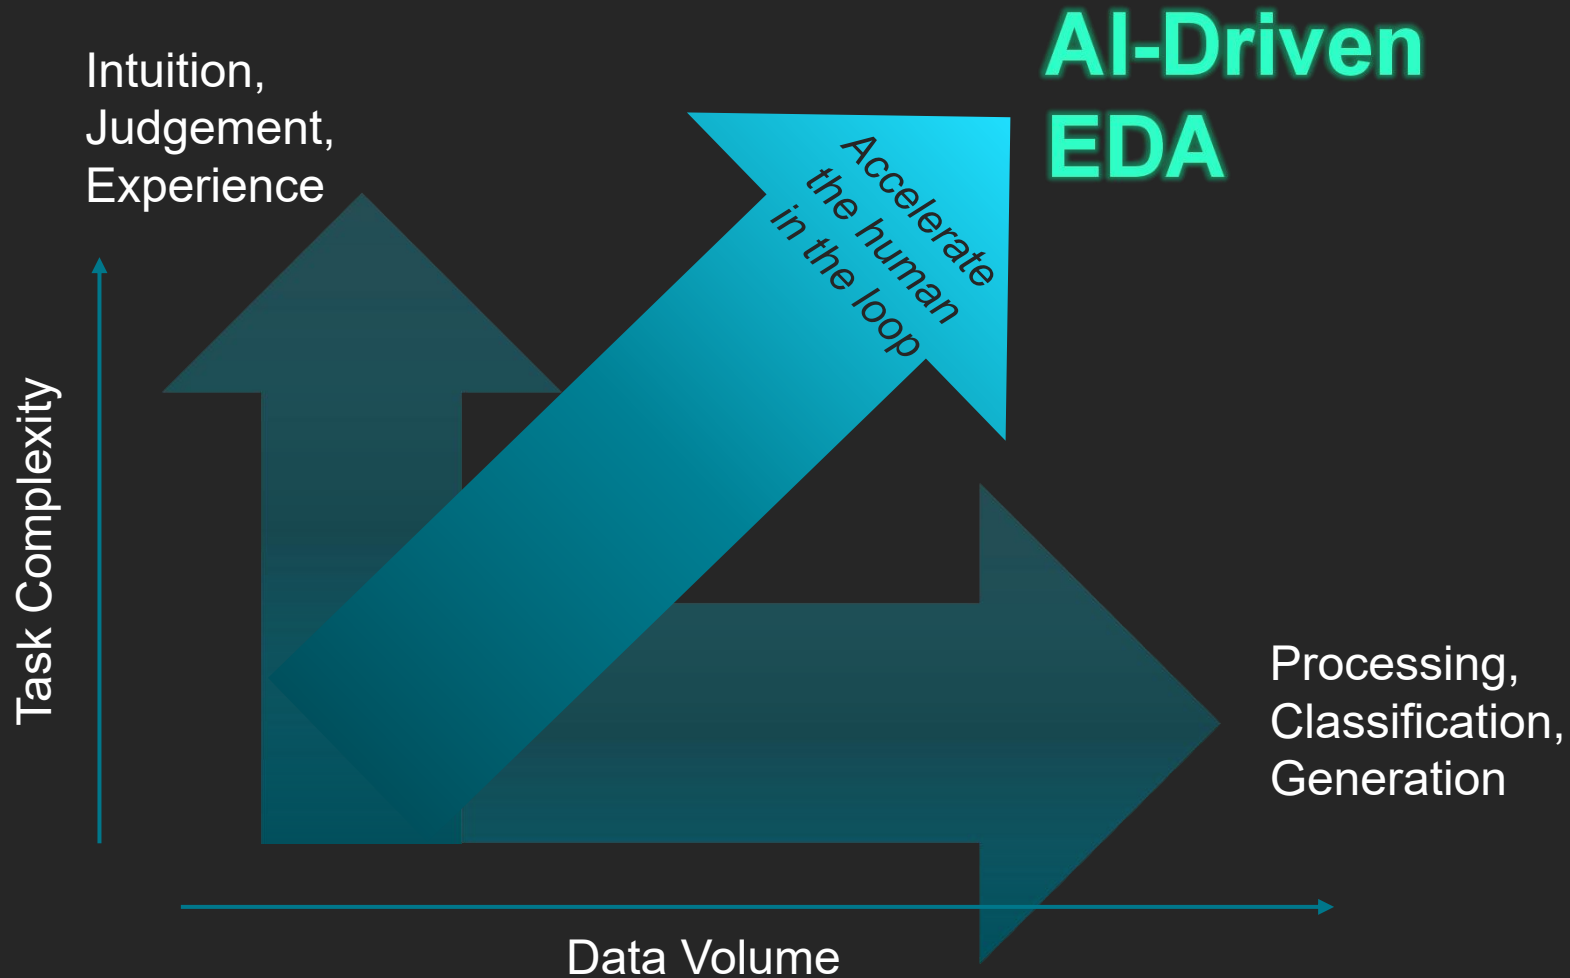 AI-Driven
EDA
Intuition,
Judgement,
Experience
Accelerate
the human
in the loop
Task Complexity
Processing,
Classification,
Generation
Data Volume